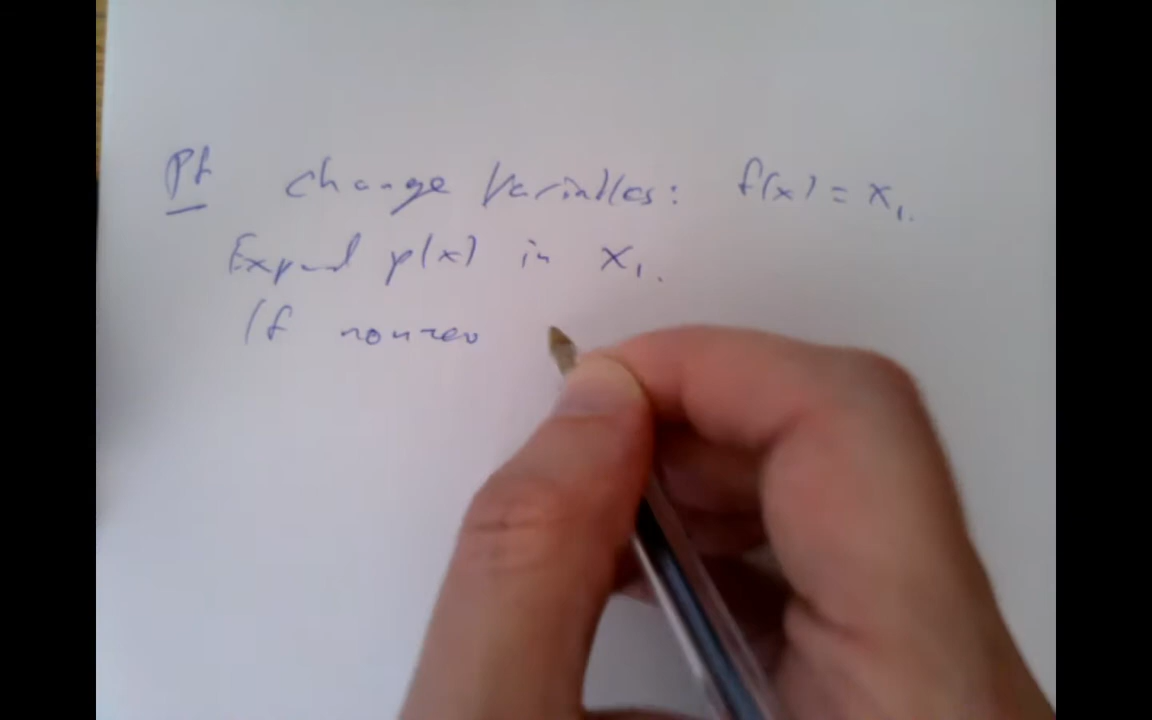 Pf Change Variables: f(x) = x₁.
Expand p(x) in x₁.
If nonzero